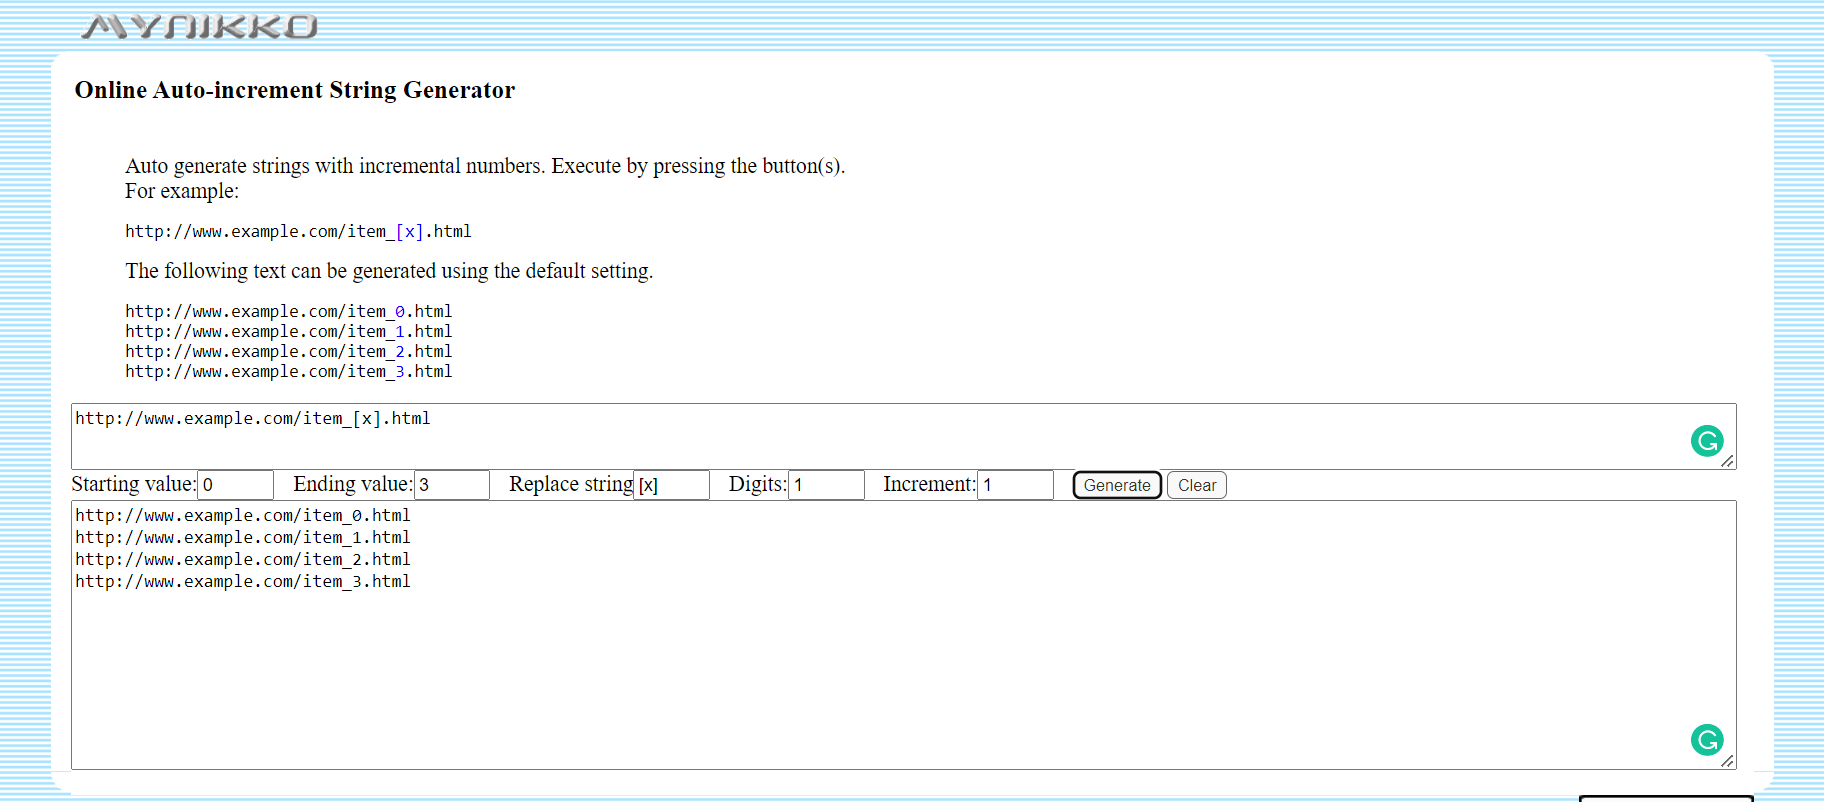 MYNIKKO
Online Auto-increment String Generator
Auto generate strings with incremental numbers. Execute by pressing the button(s).
For example:
http://www.example.com/item_[x].html
The following text can be generated using the default setting.
http://www.example.com/item_0.html
http://www.example.com/item_1.html
http://www.example.com/item_2.html
http://www.example.com/item_3.html
http://www.example.com/item_[x].html
Starting value: 0 Ending value: 3 Replace string [x] Digits: 1 Increment: 1 Generate Clear
http://www.example.com/item_0.html
http://www.example.com/item_1.html
http://www.example.com/item_2.html
http://www.example.com/item_3.html